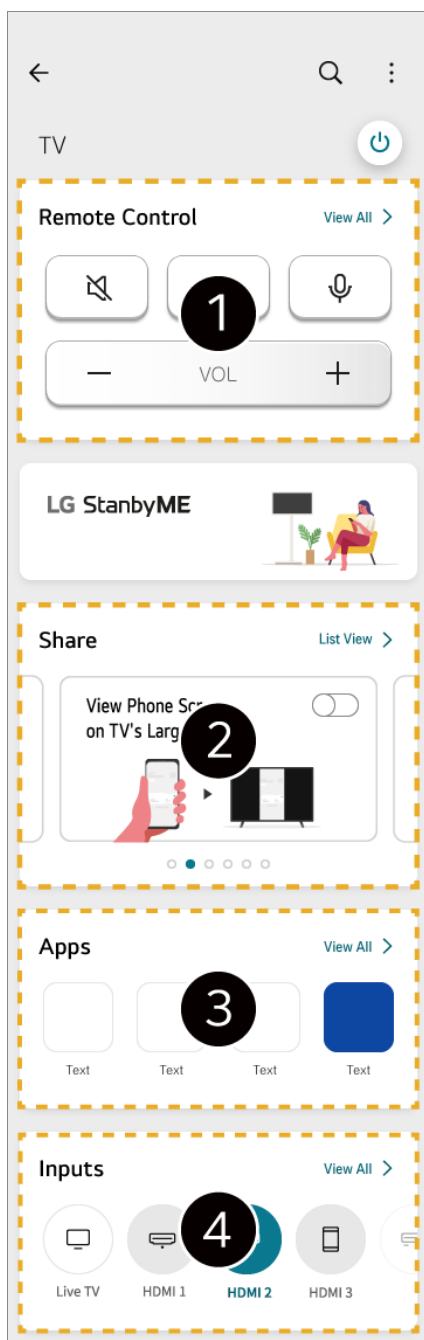 TV
Remote Control
View All
1
VOL
LG StanbyME
Share
List View
View Phone Scr
on TV's Larg
2
Apps
View All
3
Text Text Text Text
Inputs
View All
4
Live TV HDMI 1 HDMI 2 HDMI 3